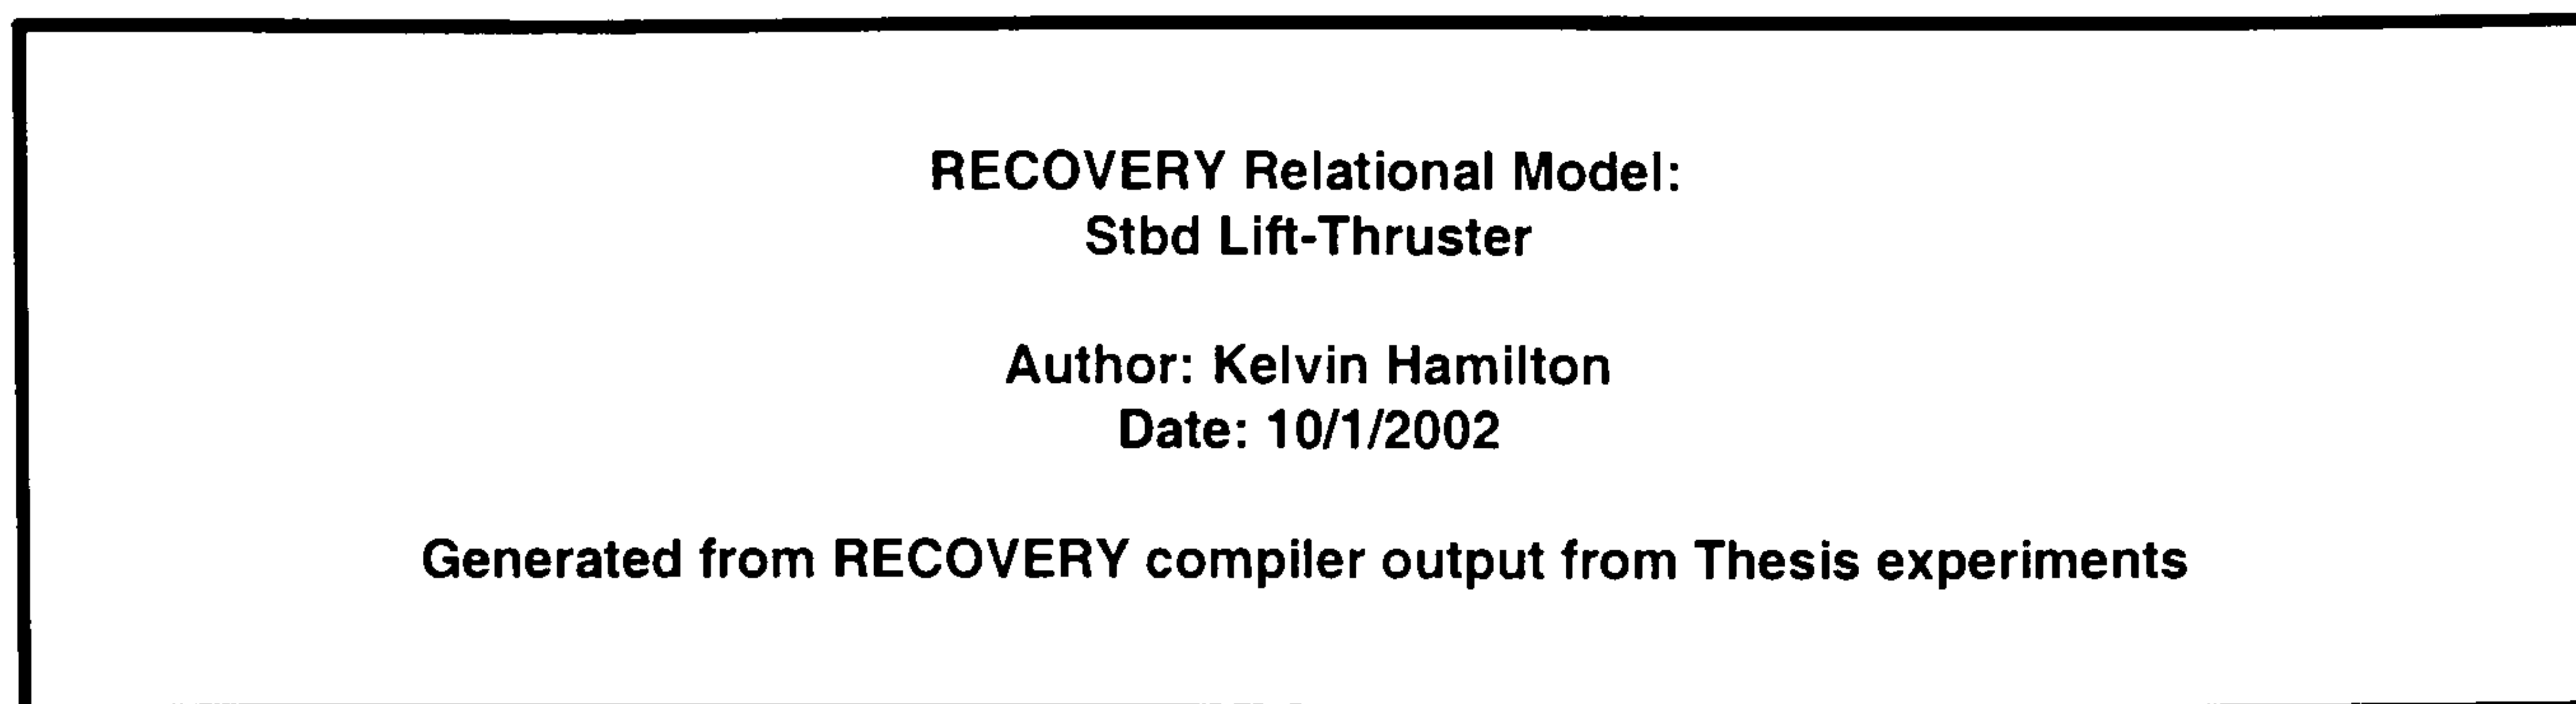 RECOVERY Relational Model:
Stbd Lift-Thruster
Author: Kelvin Hamilton
Date: 10/1/2002
Generated from RECOVERY compiler output from Thesis experiments